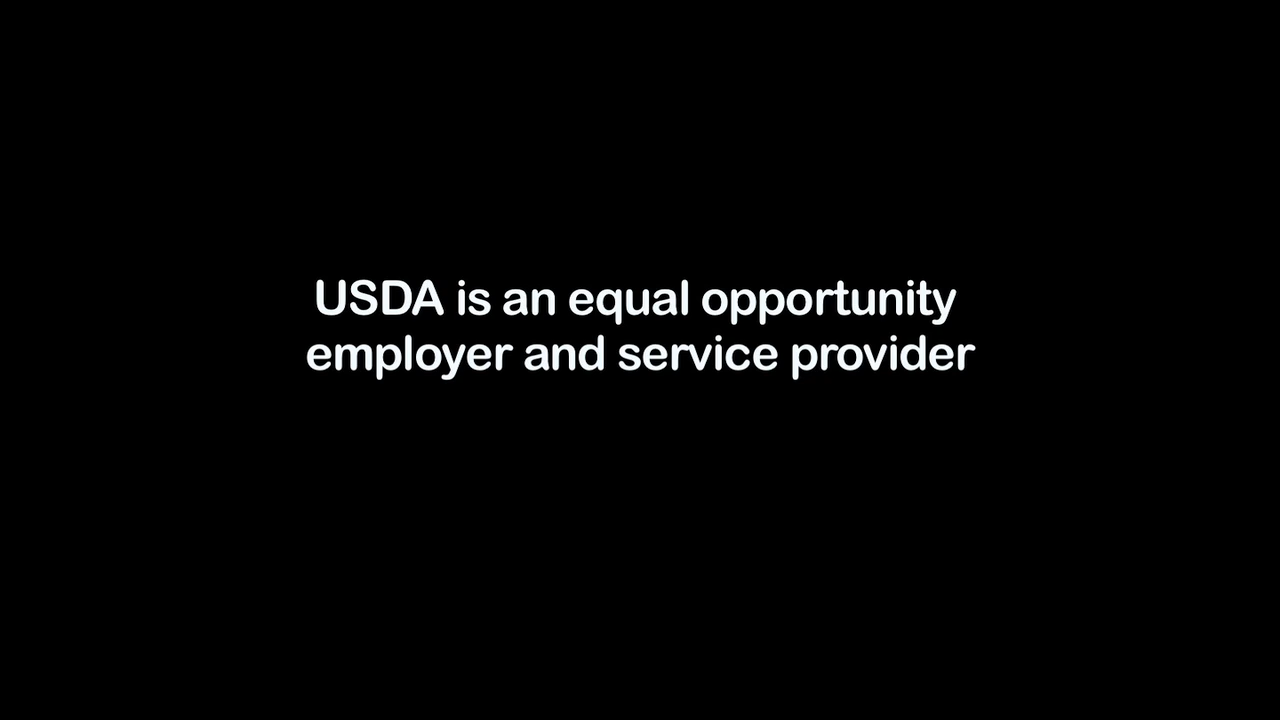 USDA is an equal opportunity
employer and service provider